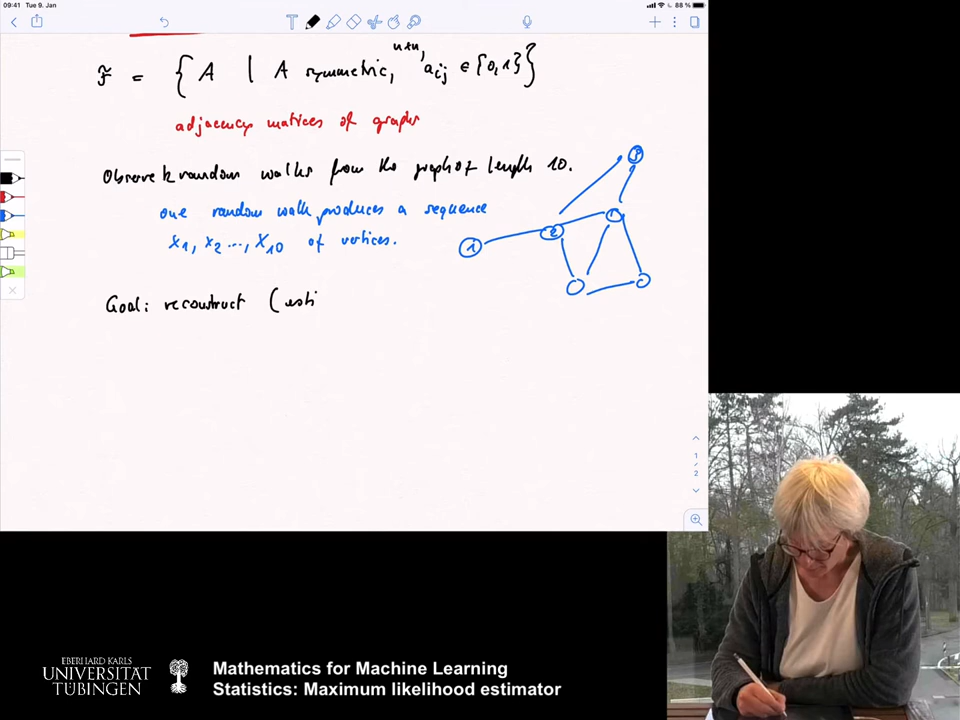 09:41 Tue 9. Jan
88 %
F̃ = { A | A symmetric, n×n, aij ∈ {0,1} }
adjacency matrices of graphs
Observe k random walks from the graph of length 10.
one random walk produces a sequence
x1, x2 ..., x10 of vertices.
1
2
Goal: reconstruct (esti
1
2
EBERHARD KARLS
UNIVERSITÄT
TÜBINGEN
Mathematics for Machine Learning
Statistics: Maximum likelihood estimator